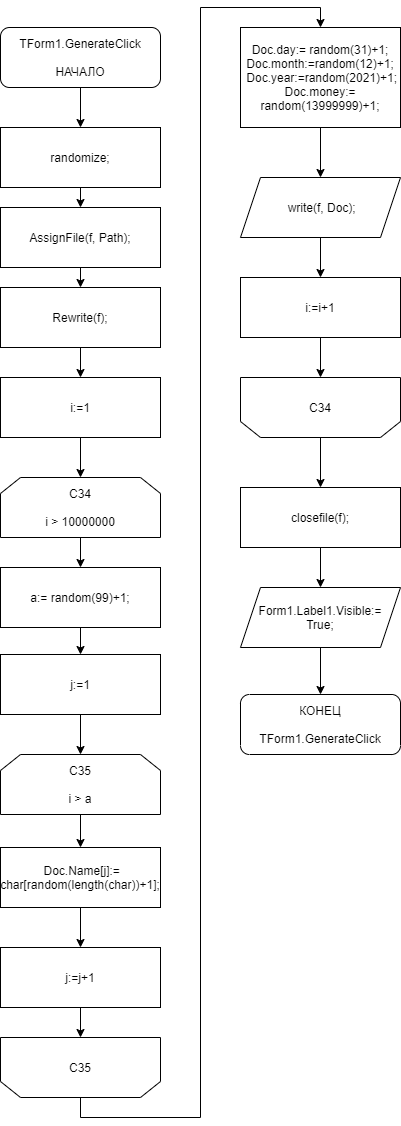 TForm1.GenerateClick
НАЧАЛО
randomize;
AssignFile(f, Path);
Rewrite(f);
i:=1
C34
i > 10000000
a:= random(99)+1;
j:=1
C35
i > a
Doc.Name[j]:=
char[random(length(char))+1];
j:=j+1
C35
Doc.day:= random(31)+1;
Doc.month:=random(12)+1;
Doc.year:=random(2021)+1;
Doc.money:=
random(13999999)+1;
write(f, Doc);
i:=i+1
C34
closefile(f);
Form1.Label1.Visible:=
True;
КОНЕЦ
TForm1.GenerateClick